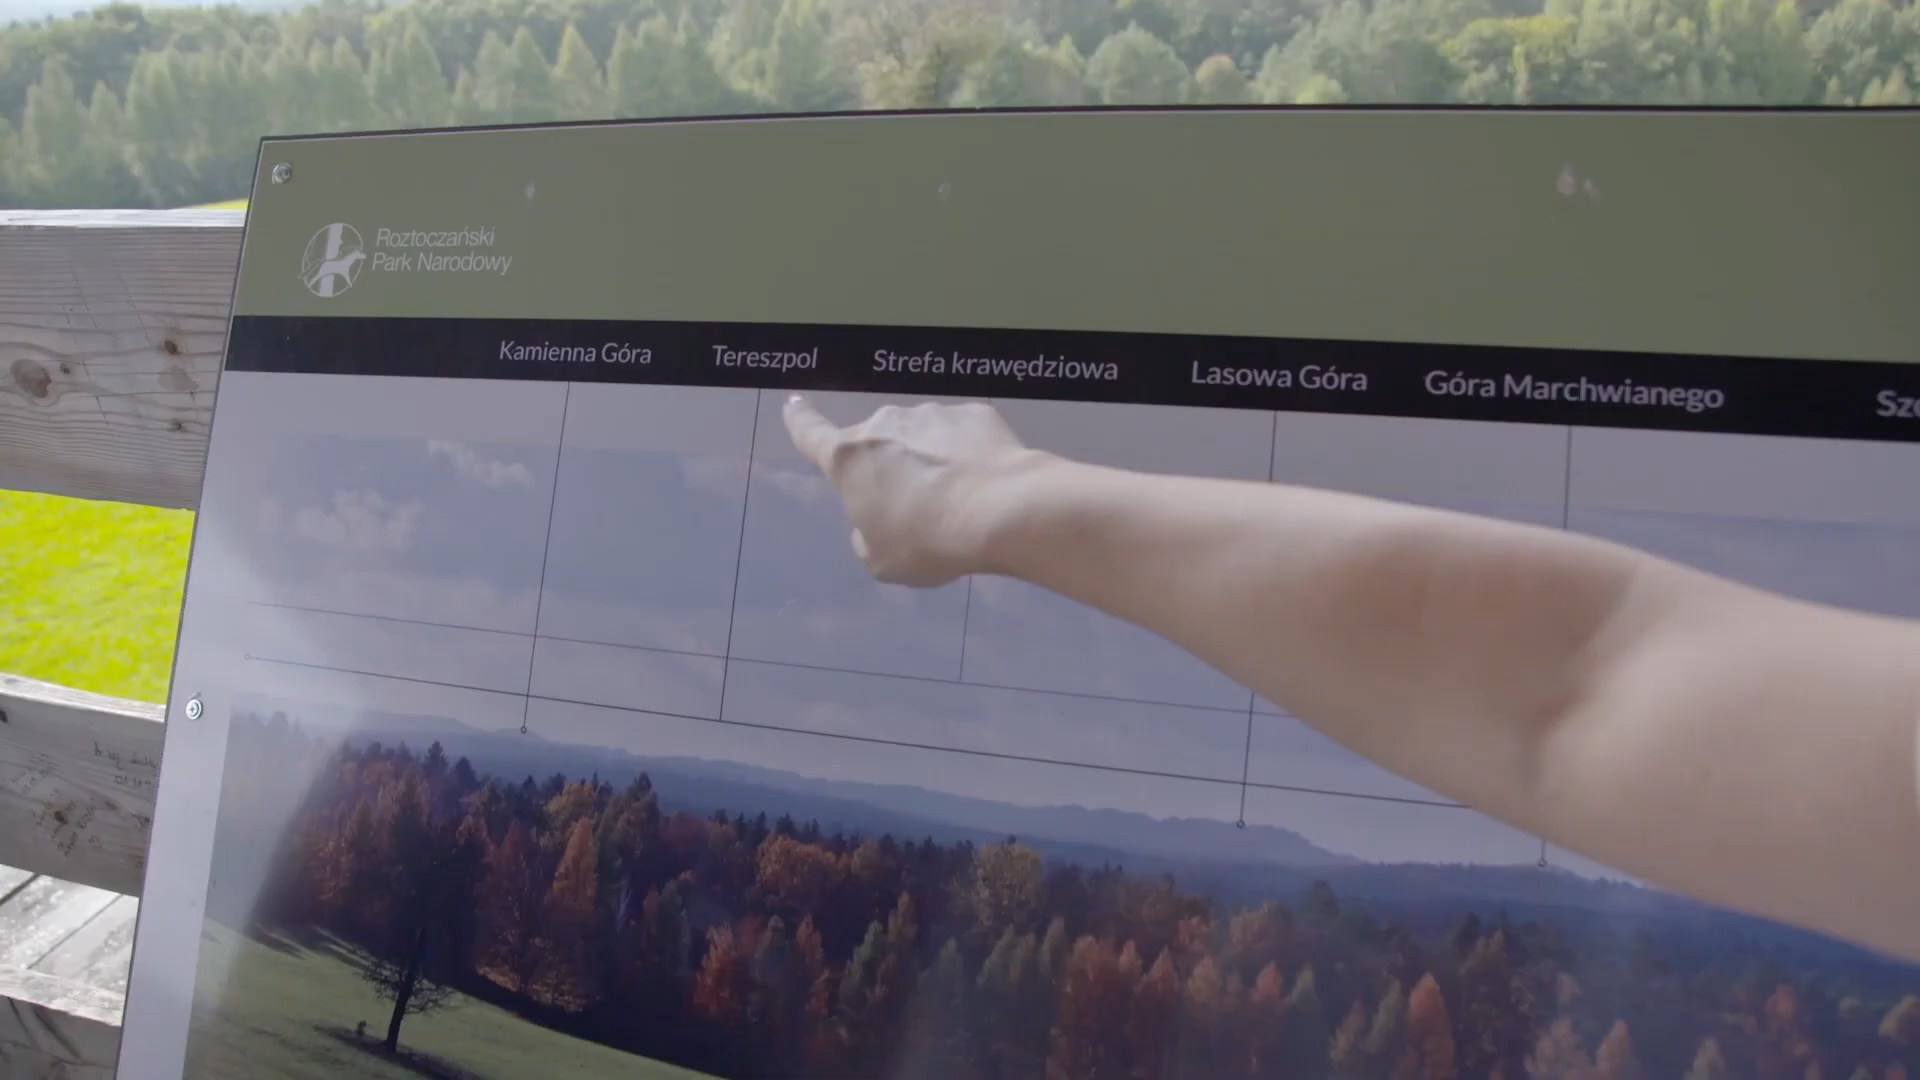 Roztoczański
Park Narodowy
Kamienna Góra
Tereszpol
Strefa krawędziowa
Lasowa Góra
Góra Marchwianego